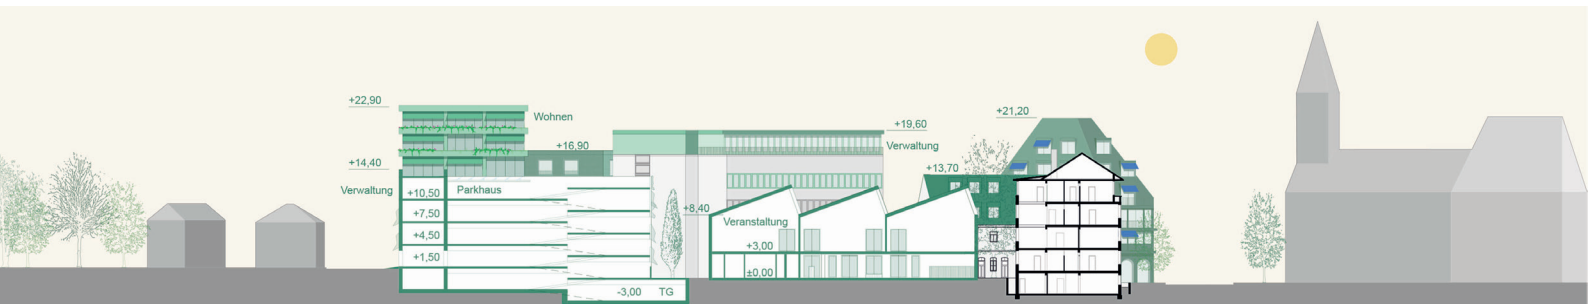 +22,90
Wohnen
+16,90
+14,40
Verwaltung
+10,50
Parkhaus
+7,50
+4,50
+1,50
-3,00 TG
+19,60
Verwaltung
+8,40
Veranstaltung
+3,00
±0,00
+13,70
+21,20